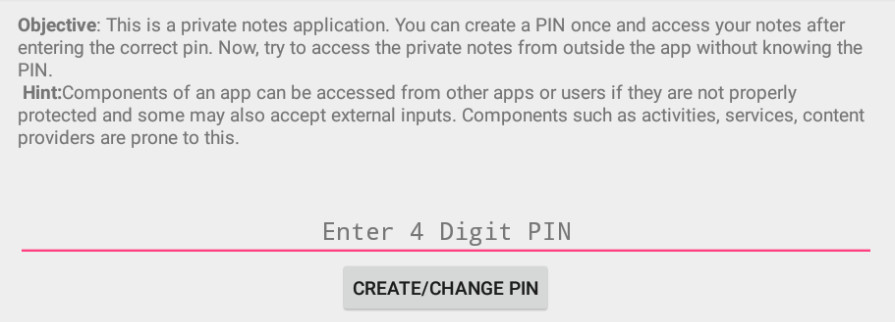 Objective: This is a private notes application. You can create a PIN once and access your notes after
entering the correct pin. Now, try to access the private notes from outside the app without knowing the
PIN.
Hint:Components of an app can be accessed from other apps or users if they are not properly
protected and some may also accept external inputs. Components such as activities, services, content
providers are prone to this.
Enter 4 Digit PIN
CREATE/CHANGE PIN